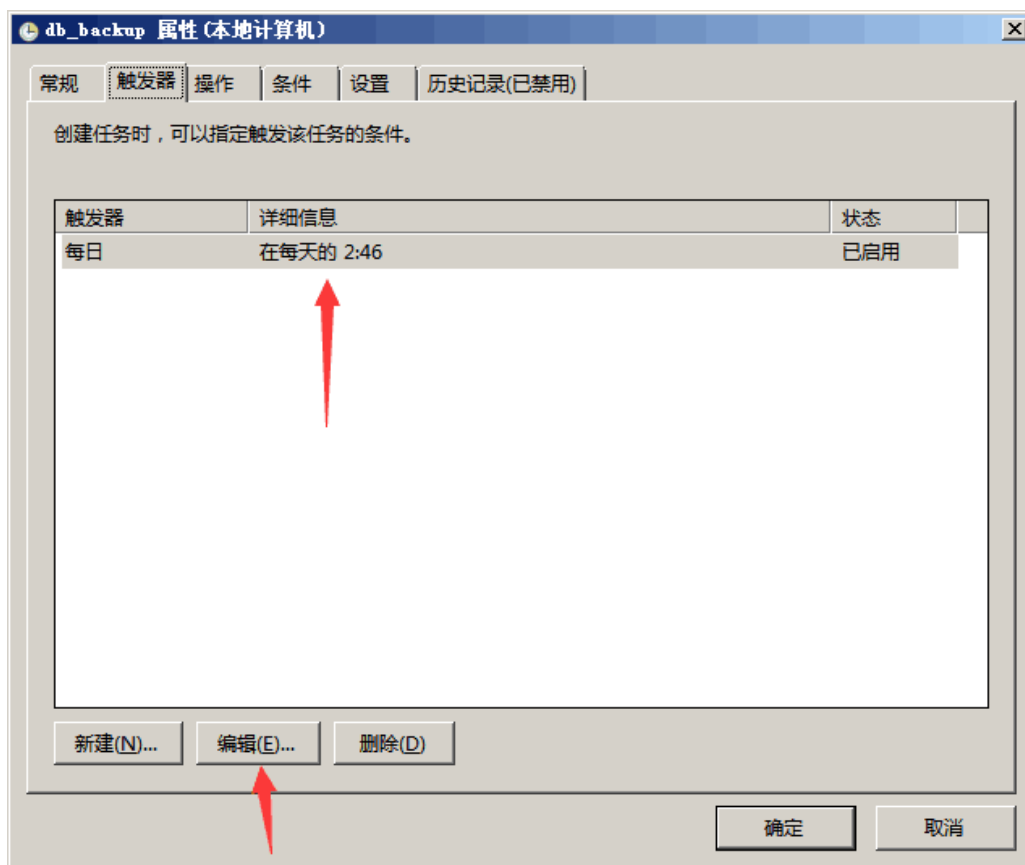 db_backup 属性(本地计算机)
常规 触发器 操作 条件 设置 历史记录(已禁用)
创建任务时，可以指定触发该任务的条件。
触发器 详细信息 状态
每日 在每天的 2:46 已启用
新建(N)... 编辑(E)... 删除(D)
确定 取消